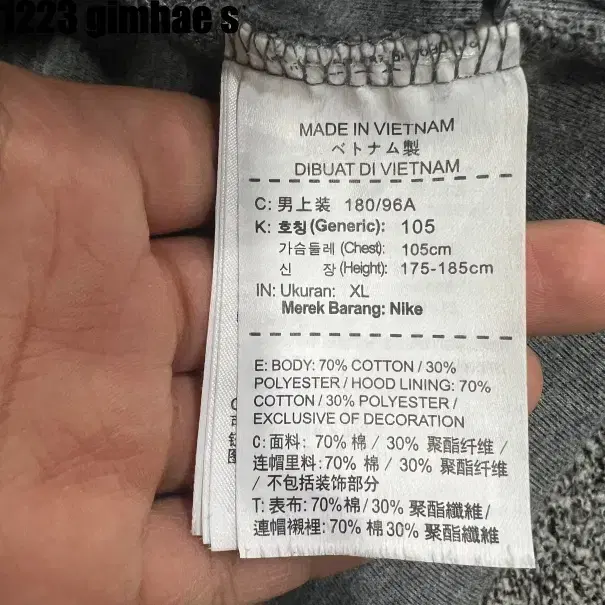 1223 gimhae s
MADE IN VIETNAM
ベトナム製
DIBUAT DI VIETNAM
C: 男上装 180/96A
K: 호칭(Generic): 105
가슴둘레 (Chest): 105cm
신 장 (Height): 175-185cm
IN: Ukuran: XL
Merek Barang: Nike
E: BODY: 70% COTTON / 30%
POLYESTER / HOOD LINING: 70%
COTTON / 30% POLYESTER /
EXCLUSIVE OF DECORATION
C: 面料: 70% 棉 / 30% 聚酯纤维 /
连帽里料: 70% 棉 / 30% 聚酯纤维
/ 不包括装饰部分
T: 表布: 70% 棉/ 30% 聚酯纖維/
連帽襯裡: 70% 棉 30% 聚酯纖維